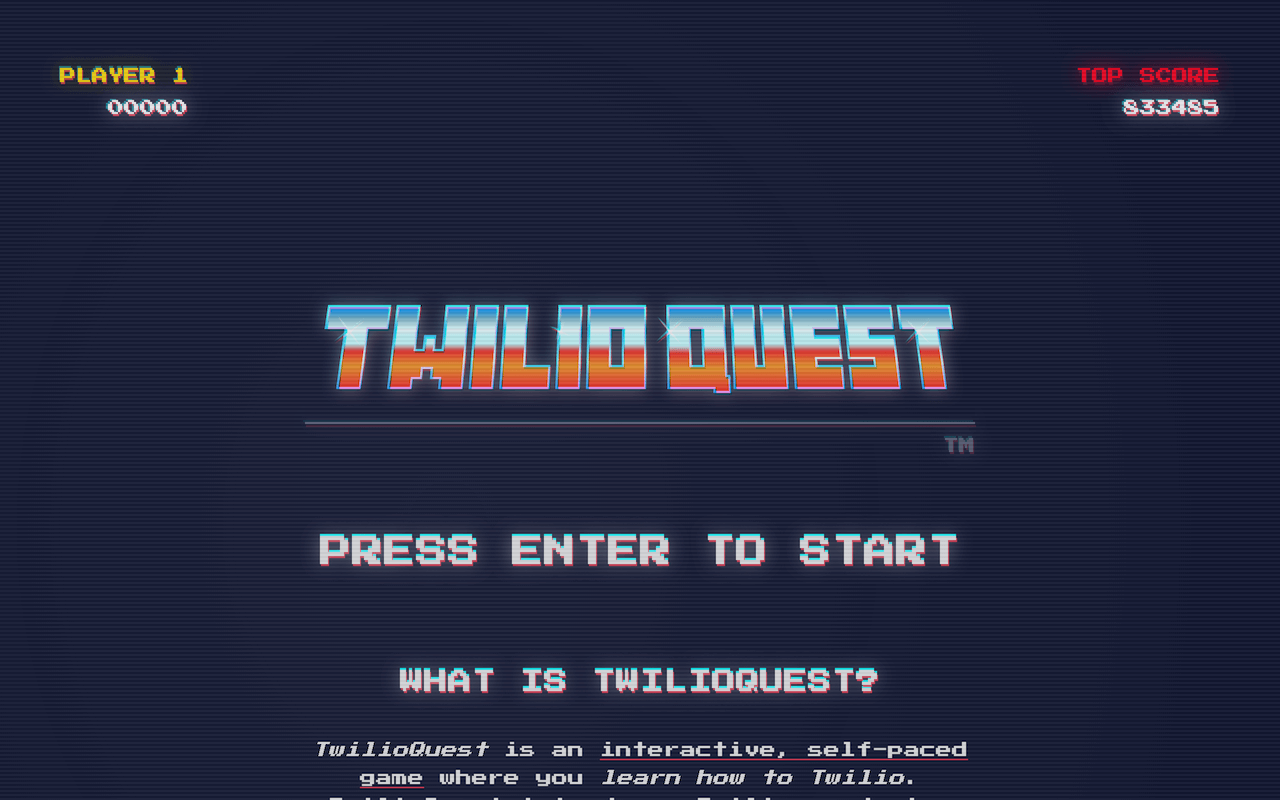 PLAYER 1
00000
TOP SCORE
833485
TWILIO QUEST
TM
PRESS ENTER TO START
WHAT IS TWILIOQUEST?
TwilioQuest is an interactive, self-paced
game where you learn how to Twilio.